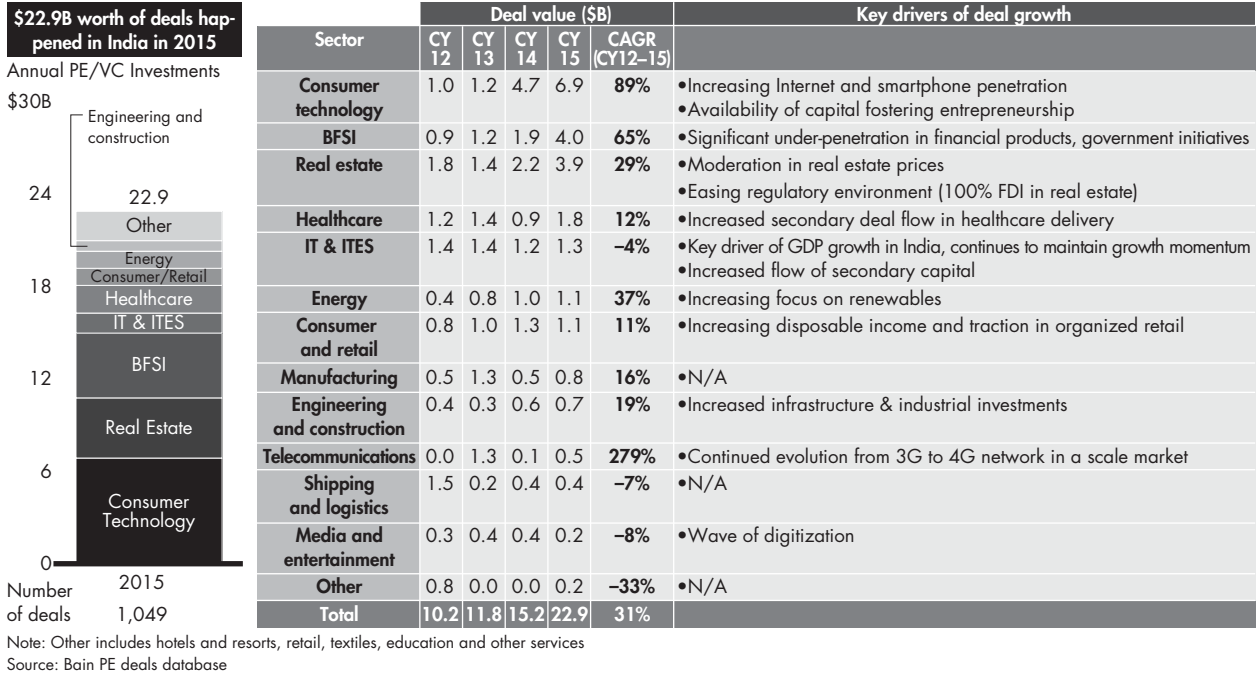 $22.9B worth of deals hap-
pened in India in 2015
Annual PE/VC Investments
$30B
Engineering and
construction
24
22.9
Other
Energy
Consumer/Retail
18
Healthcare
IT & ITES
12
BFSI
Real Estate
6
Consumer
Technology
0
2015
Number
of deals
1,049
Deal value ($B)
Key drivers of deal growth
Sector
CY
12
CY
13
CY
14
CY
15
CAGR
(CY12–15)
Consumer
technology
1.0 1.2 4.7 6.9 89%
•Increasing Internet and smartphone penetration
•Availability of capital fostering entrepreneurship
BFSI 0.9 1.2 1.9 4.0 65% •Significant under-penetration in financial products, government initiatives
Real estate 1.8 1.4 2.2 3.9 29% •Moderation in real estate prices
•Easing regulatory environment (100% FDI in real estate)
Healthcare 1.2 1.4 0.9 1.8 12% •Increased secondary deal flow in healthcare delivery
IT & ITES 1.4 1.4 1.2 1.3 –4% •Key driver of GDP growth in India, continues to maintain growth momentum
•Increased flow of secondary capital
Energy 0.4 0.8 1.0 1.1 37% •Increasing focus on renewables
Consumer
and retail
0.8 1.0 1.3 1.1 11% •Increasing disposable income and traction in organized retail
Manufacturing 0.5 1.3 0.5 0.8 16% •N/A
Engineering
and construction
0.4 0.3 0.6 0.7 19% •Increased infrastructure & industrial investments
Telecommunications 0.0 1.3 0.1 0.5 279% •Continued evolution from 3G to 4G network in a scale market
Shipping
and logistics
1.5 0.2 0.4 0.4 –7% •N/A
Media and
entertainment
0.3 0.4 0.4 0.2 –8% •Wave of digitization
Other 0.8 0.0 0.0 0.2 –33% •N/A
Total 10.2 11.8 15.2 22.9 31%
Note: Other includes hotels and resorts, retail, textiles, education and other services
Source: Bain PE deals database